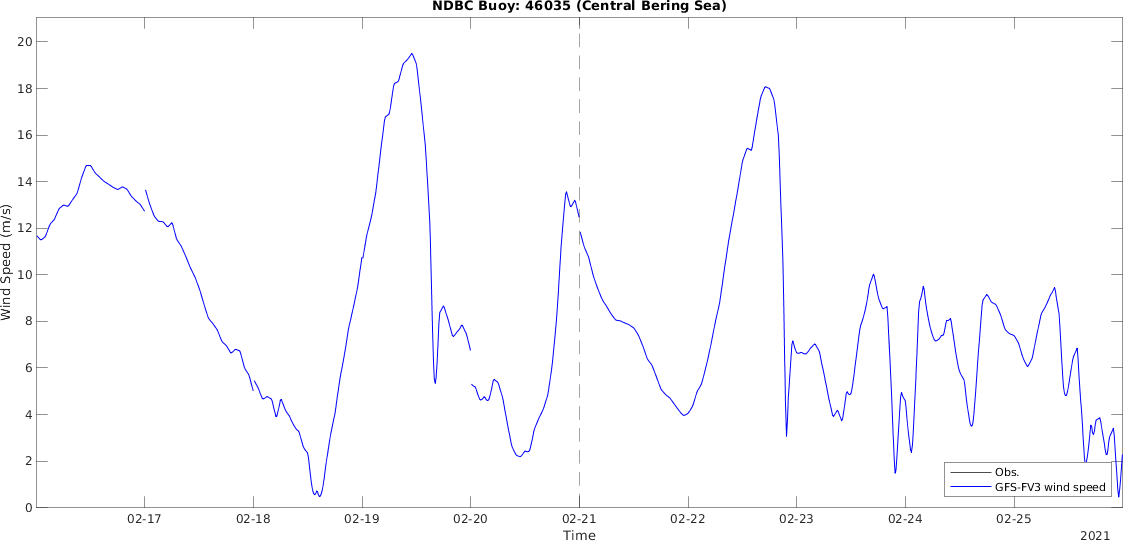 NDBC Buoy: 46035 (Central Bering Sea)
Wind Speed (m/s)
20
18
16
14
12
10
8
6
4
2
0
Obs.
GFS-FV3 wind speed
02-17 02-18 02-19 02-20 02-21 02-22 02-23 02-24 02-25
Time
2021